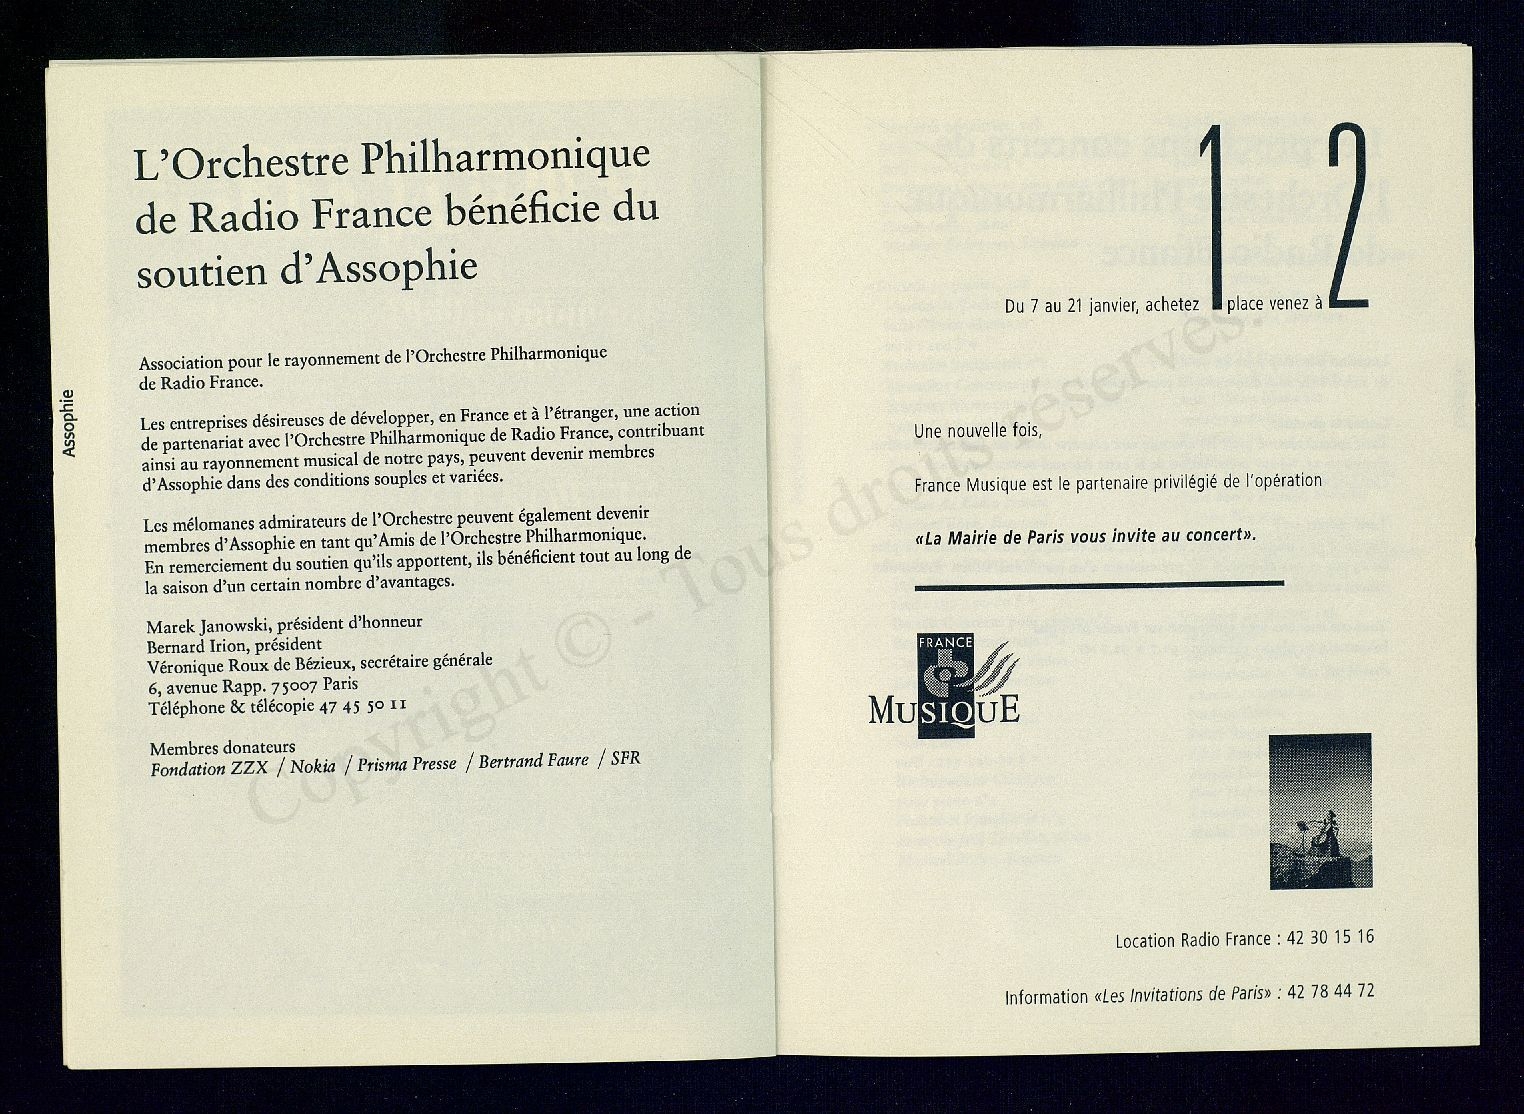 Assophie
L'Orchestre Philharmonique
de Radio France bénéficie du
soutien d'Assophie
Association pour le rayonnement de l'Orchestre Philharmonique
de Radio France.
Les entreprises désireuses de développer, en France et à l'étranger, une action
de partenariat avec l'Orchestre Philharmonique de Radio France, contribuant
ainsi au rayonnement musical de notre pays, peuvent devenir membres
d'Assophie dans des conditions souples et variées.
Les mélomanes admirateurs de l'Orchestre peuvent également devenir
membres d'Assophie en tant qu'Amis de l'Orchestre Philharmonique.
En remerciement du soutien qu'ils apportent, ils bénéficient tout au long de
la saison d'un certain nombre d'avantages.
Marek Janowski, président d'honneur
Bernard Irion, président
Véronique Roux de Bézieux, secrétaire générale
6, avenue Rapp. 75007 Paris
Téléphone & télécopie 47 45 50 11
Membres donateurs
Fondation ZZX / Nokia / Prisma Presse / Bertrand Faure / SFR
Du 7 au 21 janvier, achetez 1 place venez à 2
Une nouvelle fois,
France Musique est le partenaire privilégié de l'opération
«La Mairie de Paris vous invite au concert».
FRANCE
MUSIQUE
Location Radio France : 42 30 15 16
Information «Les Invitations de Paris» : 42 78 44 72
Copyright © - Tous droits réservés.